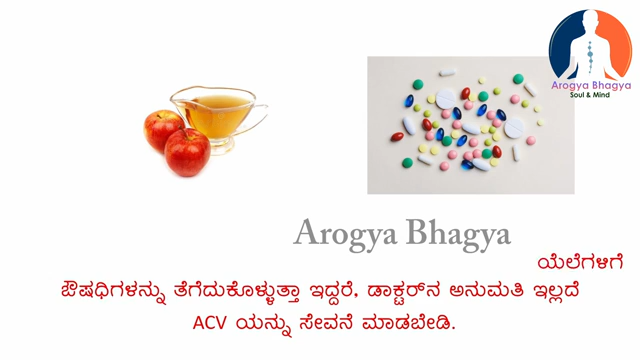 Arogya Bhagya
Soul & Mind
Arogya Bhagya
ಯೆಲೆಗಳಿಗೆ
ಔಷಧಿಗಳನ್ನು ತೆಗೆದುಕೊಳ್ಳುತ್ತಾ ಇದ್ದರೆ, ಡಾಕ್ಟರ್‌ನ ಅನುಮತಿ ಇಲ್ಲದೆ
ACV ಯನ್ನು ಸೇವನೆ ಮಾಡಬೇಡಿ.